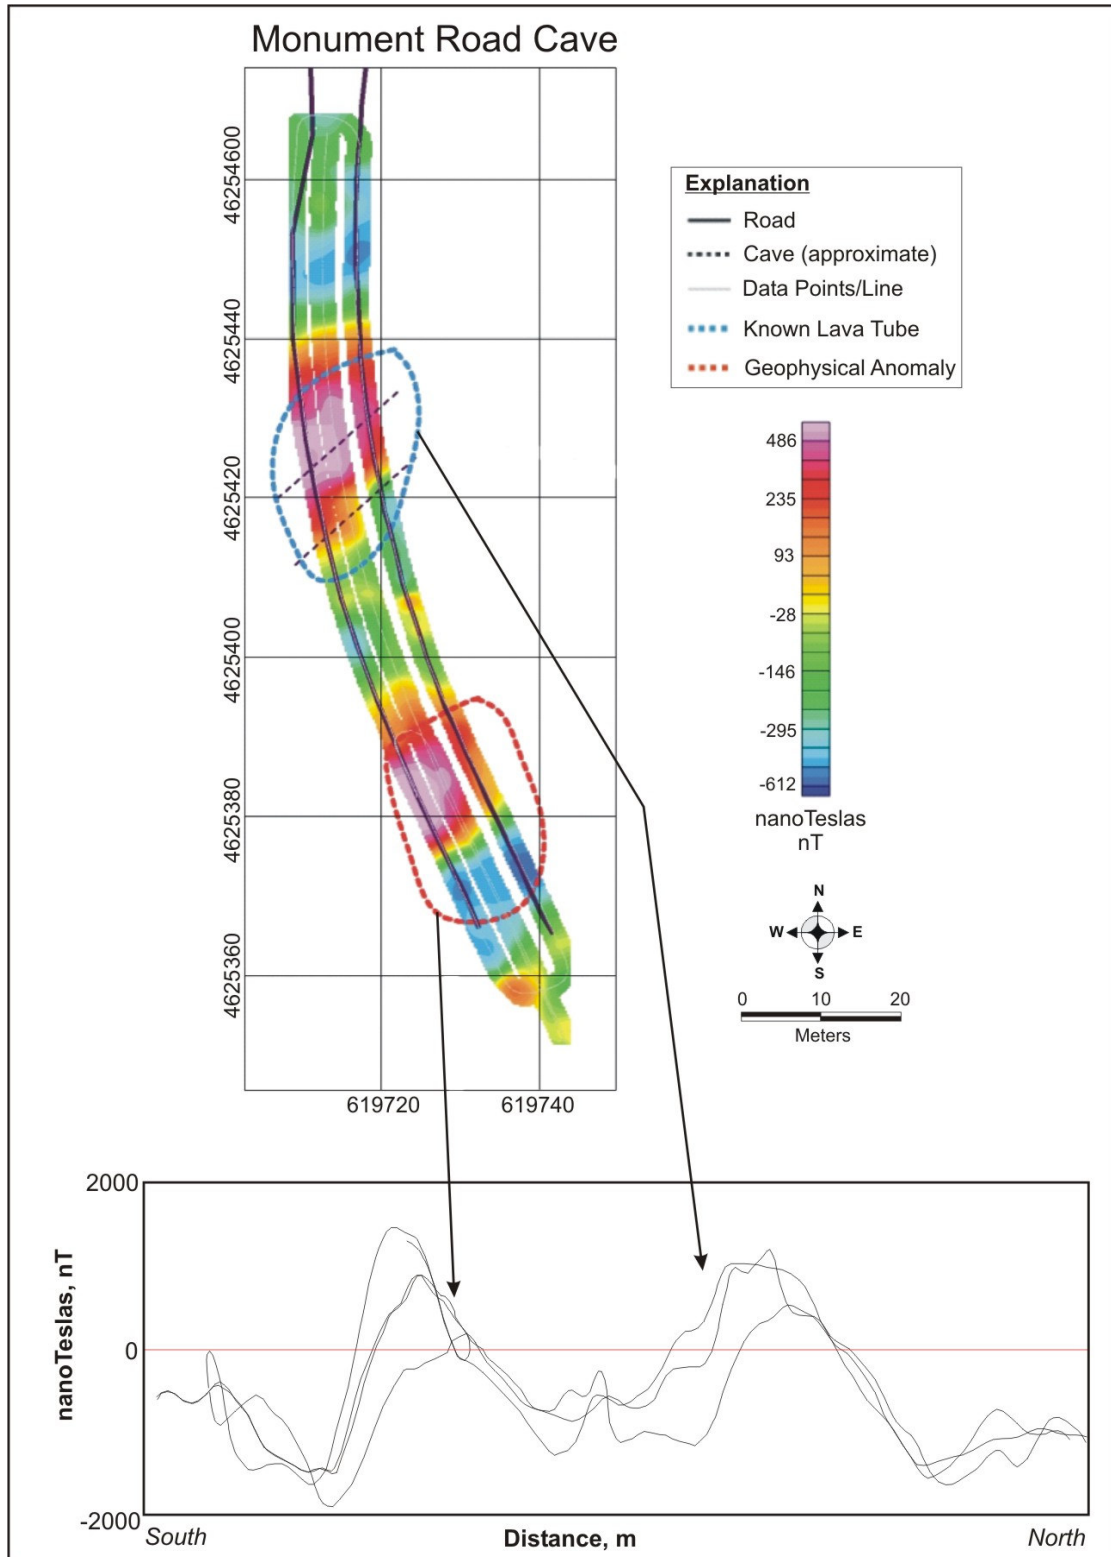 Monument Road Cave
4625600
4625440
4625420
4625400
4625380
4625360
619720
619740
Explanation
Road
Cave (approximate)
Data Points/Line
Known Lava Tube
Geophysical Anomaly
486
235
93
-28
-146
-295
-612
nanoTeslas
nT
N
W E
S
0 10 20
Meters
2000
0
-2000
nanoTeslas, nT
South Distance, m North